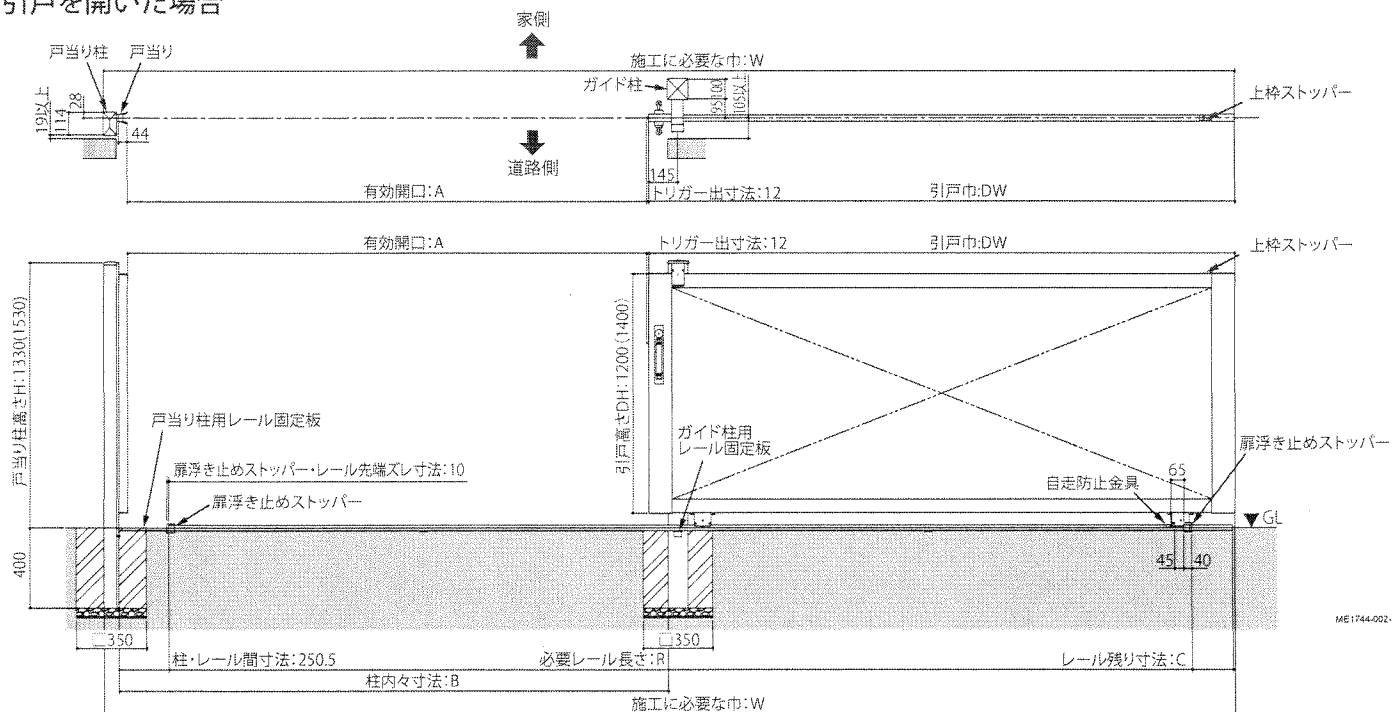 引戸を開いた場合
家側
戸当り柱
戸当り
施工に必要な巾:W
ガイド柱
上枠ストッパー
19以上
114
28
44
95
100
105以上
道路側
145
有効開口:A
トリガー出寸法:12
引戸巾:DW
有効開口:A
トリガー出寸法:12
引戸巾:DW
上枠ストッパー
戸当り柱高さH:1330(1530)
引戸高さDH:1200(1400)
戸当り柱用レール固定板
ガイド柱用
レール固定板
扉浮き止めストッパー
扉浮き止めストッパー・レール先端ズレ寸法:10
65
自走防止金具
扉浮き止めストッパー
GL
400
45
40
□350
□350
ME1744-002-
柱・レール間寸法:250.5
必要レール長さ:R
レール残り寸法:C
柱内々寸法:B
施工に必要な巾:W